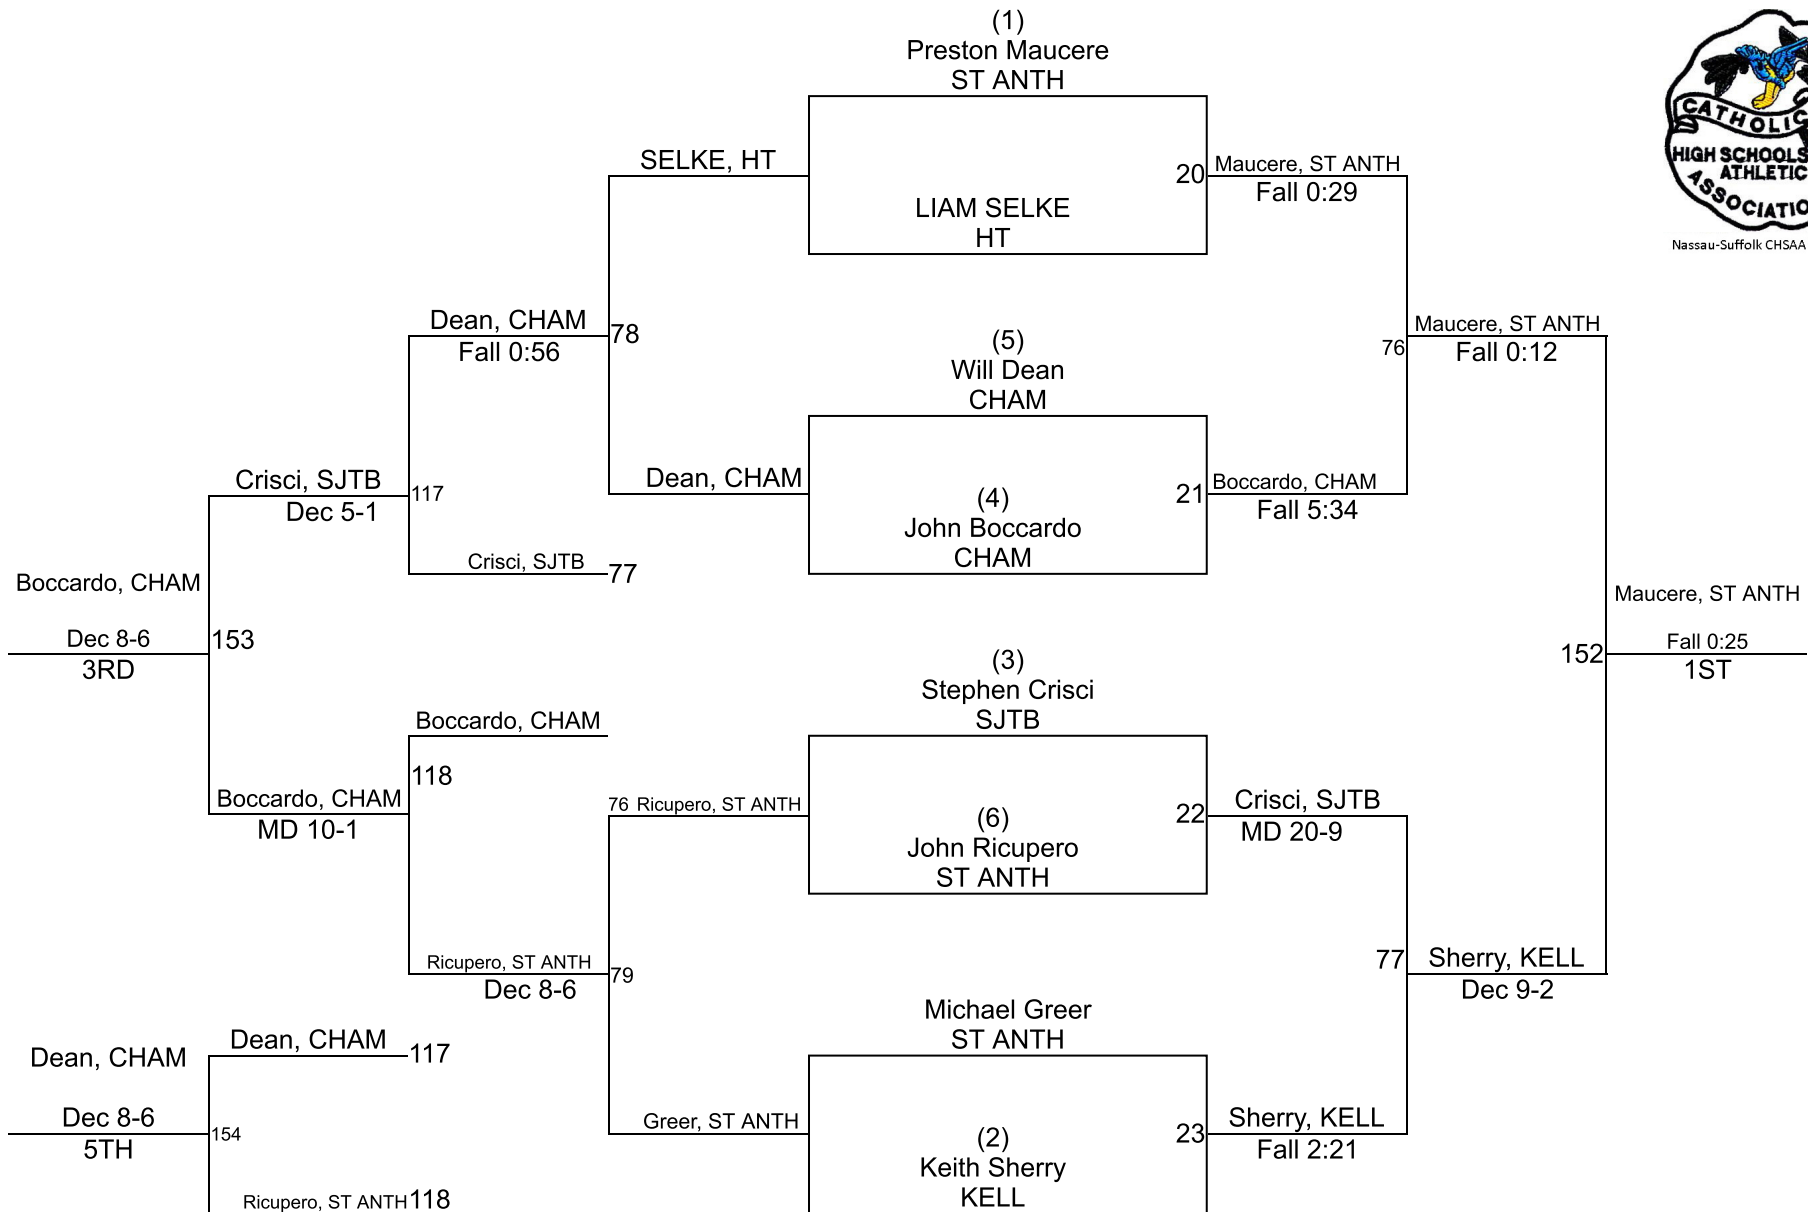 (1)
Preston Maucere
ST ANTH
CATHOLIC
HIGH SCHOOLS
ATHLETIC
Nassau-Suffolk CHSAA
SELKE, HT
20
Maucere, ST ANTH
Fall 0:29
LIAM SELKE
HT
Dean, CHAM
Fall 0:56
78
(5)
Will Dean
CHAM
76
Maucere, ST ANTH
Fall 0:12
Crisci, SJTB
Dec 5-1
117
Dean, CHAM
(4)
John Boccardo
CHAM
21
Boccardo, CHAM
Fall 5:34
Crisci, SJTB
77
Boccardo, CHAM
Dec 8-6
3RD
153
Maucere, ST ANTH
152
Fall 0:25
1ST
(3)
Stephen Crisci
SJTB
Boccardo, CHAM
118
Boccardo, CHAM
MD 10-1
76 Ricupero, ST ANTH
(6)
John Ricupero
ST ANTH
22
Crisci, SJTB
MD 20-9
Ricupero, ST ANTH
Dec 8-6
79
77
Sherry, KELL
Dec 9-2
Michael Greer
ST ANTH
Dean, CHAM
Dean, CHAM
117
Dec 8-6
5TH
154
Greer, ST ANTH
(2)
Keith Sherry
KELL
23
Sherry, KELL
Fall 2:21
Ricupero, ST ANTH
118